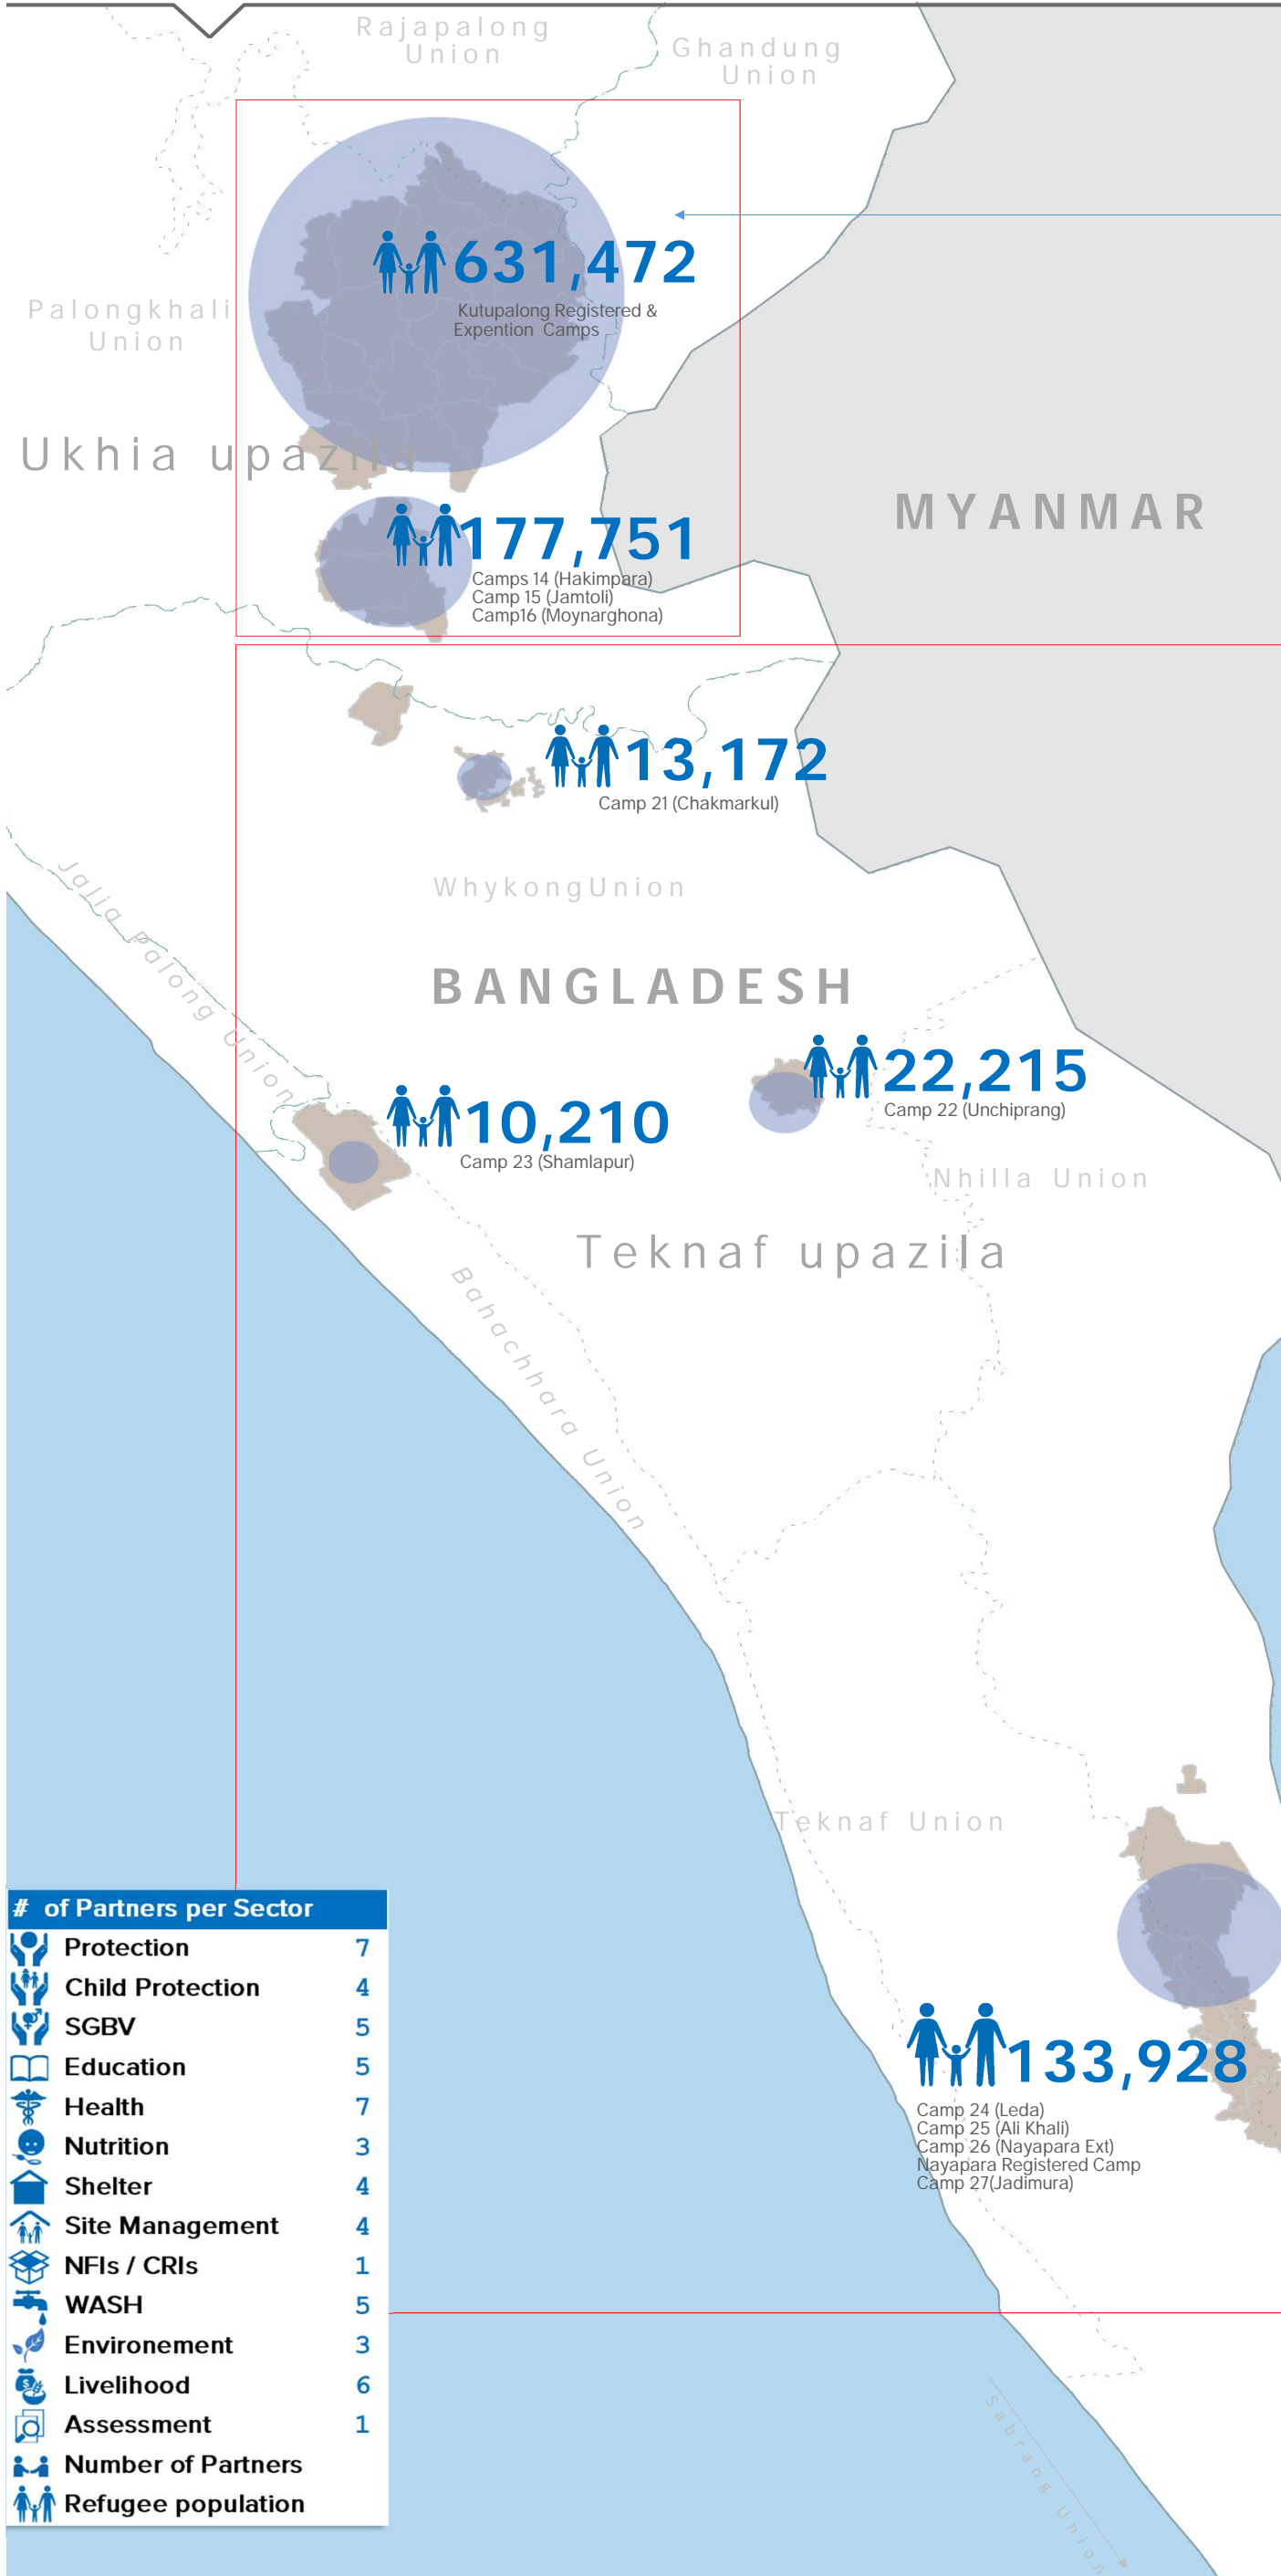 Rajapalong
Union
Ghandung
Union
631,472
Kutupalong Registered &
Expention Camps
Palongkhali
Union
Ukhia upazila
MYANMAR
177,751
Camps 14 (Hakimpara)
Camp 15 (Jamtoli)
Camp16 (Moynarghona)
13,172
Camp 21 (Chakmarkul)
Jalia Palong Union
WhykongUnion
BANGLADESH
22,215
Camp 22 (Unchiprang)
10,210
Camp 23 (Shamlapur)
Nhilla Union
Teknaf upazila
Bahachhara Union
Teknaf Union
133,928
Camp 24 (Leda)
Camp 25 (Ali Khali)
Camp 26 (Nayapara Ext)
Nayapara Registered Camp
Camp 27(Jadimura)
# of Partners per Sector
Protection 7
Child Protection 4
SGBV 5
Education 5
Health 7
Nutrition 3
Shelter 4
Site Management 4
NFIs / CRIs 1
WASH 5
Environement 3
Livelihood 6
Assessment 1
Number of Partners
Refugee population
Sabrang Union